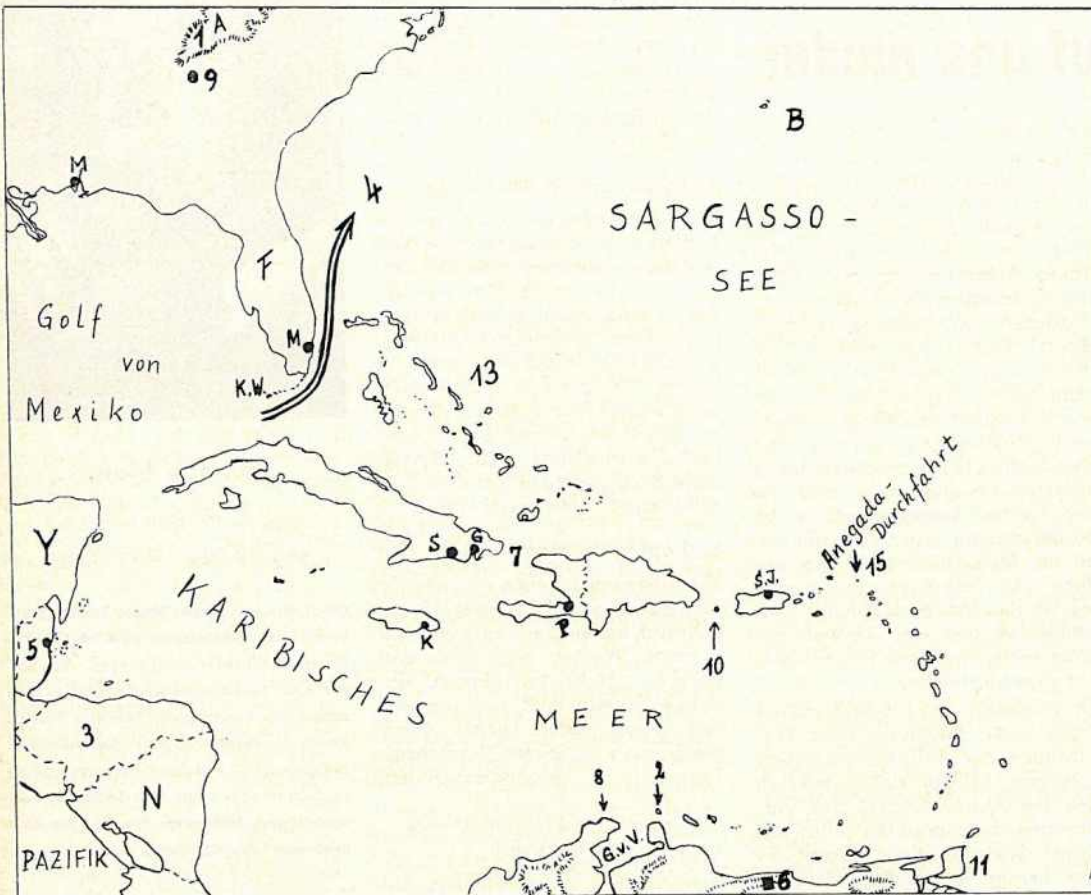 1 A
9
B
M
4
SARGASSO -
SEE
F
Golf
von
Mexiko
M
K.W.
13
Anegada-
Durchfahrt
15
Y
S
G
7
S.J.
KARIBISCHES
MEER
5
K
P
10
3
8
2
N
G.v.V.
PAZIFIK
6
11